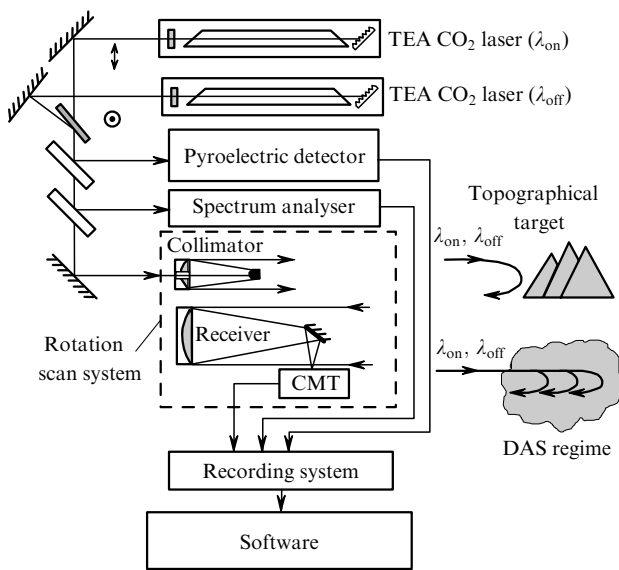 TEA CO₂ laser (λon)
TEA CO₂ laser (λoff)
Pyroelectric detector
Spectrum analyser
Topographical
target
Collimator
λon, λoff
Receiver
Rotation
scan system
λon, λoff
CMT
DAS regime
Recording system
Software